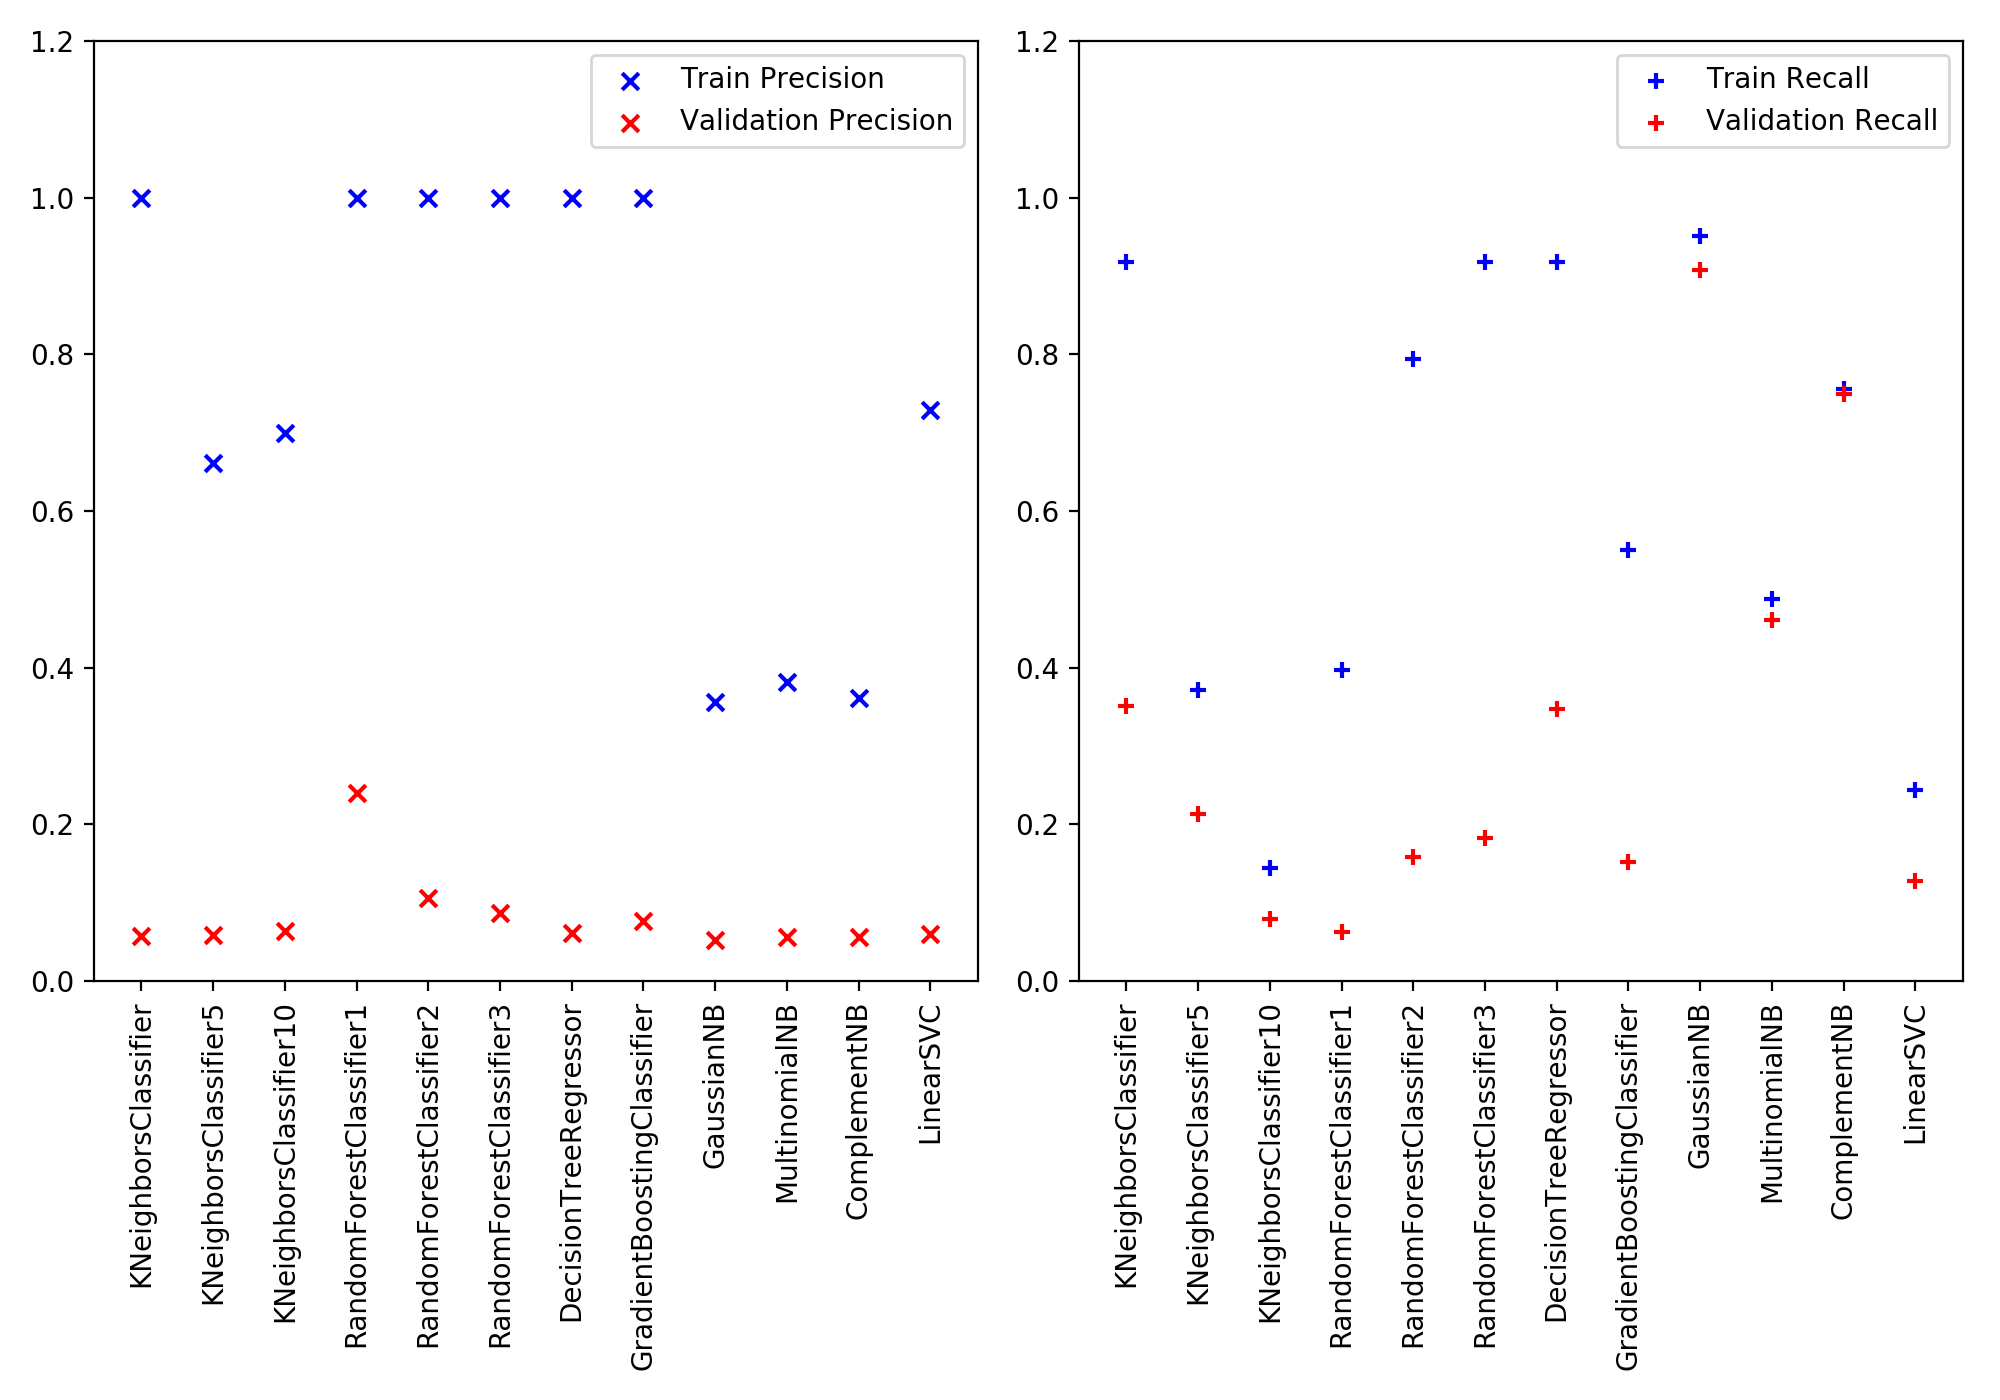 1.2
1.0
0.8
0.6
0.4
0.2
0.0
Train Precision
Validation Precision
KNeighborsClassifier
KNeighborsClassifier5
KNeighborsClassifier10
RandomForestClassifier1
RandomForestClassifier2
RandomForestClassifier3
DecisionTreeRegressor
GradientBoostingClassifier
GaussianNB
MultinomialNB
ComplementNB
LinearSVC
1.2
1.0
0.8
0.6
0.4
0.2
0.0
Train Recall
Validation Recall
KNeighborsClassifier
KNeighborsClassifier5
KNeighborsClassifier10
RandomForestClassifier1
RandomForestClassifier2
RandomForestClassifier3
DecisionTreeRegressor
GradientBoostingClassifier
GaussianNB
MultinomialNB
ComplementNB
LinearSVC